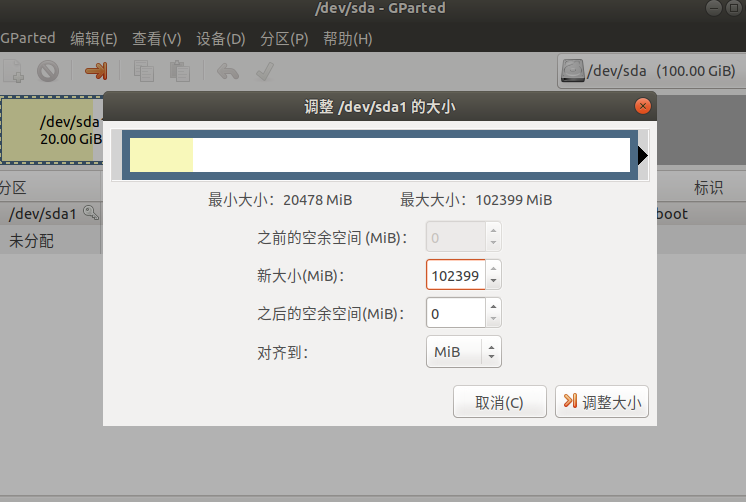 /dev/sda - GParted
GParted 编辑(E) 查看(V) 设备(D) 分区(P) 帮助(H)
/dev/sda (100.00 GiB)
调整 /dev/sda1 的大小
/dev/sda1
20.00 GiB
最小大小：20478 MiB 最大大小：102399 MiB
分区 标识
之前的空余空间 (MiB)： 0
/dev/sda1 boot
未分配
新大小(MiB)： 102399
之后的空余空间(MiB)： 0
对齐到： MiB
取消(C) 调整大小